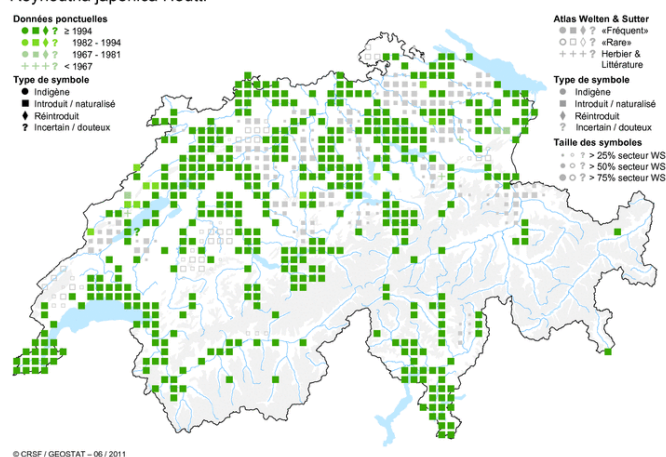 Données ponctuelles
≥ 1994
1982 - 1994
1967 - 1981
< 1967
Type de symbole
Indigène
Introduit / naturalisé
Réintroduit
? Incertain / douteux
Atlas Welten & Sutter
? «Fréquent»
? «Rare»
? Herbier &
Littérature
Type de symbole
Indigène
Introduit / naturalisé
Réintroduit
? Incertain / douteux
Taille des symboles
? > 25% secteur WS
? > 50% secteur WS
? > 75% secteur WS
© CRSF / GEOSTAT – 06 / 2011